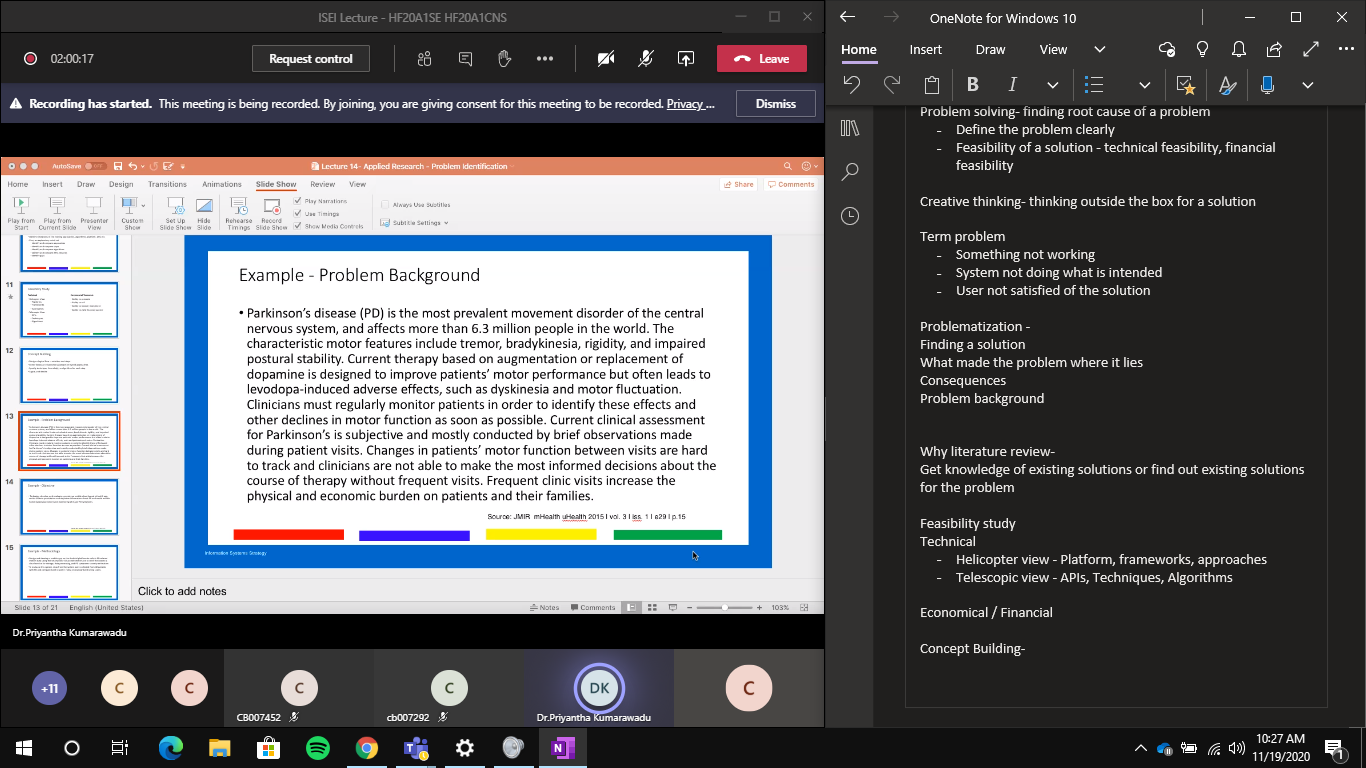 ISEI Lecture - HF20A1SE HF20A1CNS
02:00:17
Request control
Leave
Recording has started. This meeting is being recorded. By joining, you are giving consent for this meeting to be recorded. Privacy ...
Dismiss
AutoSave
Lecture 14- Applied Research - Problem Identification
Home Insert Draw Design Transitions Animations Slide Show Review View
Share
Comments
Play from Start
Play from Current Slide
Presenter View
Custom Show
Set Up Slide Show
Hide Slide
Rehearse Timings
Record Slide Show
Play Narrations
Use Timings
Show Media Controls
Always Use Subtitles
Subtitle Settings
11
12
13
14
15
Example - Problem Background
• Parkinson's disease (PD) is the most prevalent movement disorder of the central
nervous system, and affects more than 6.3 million people in the world. The
characteristic motor features include tremor, bradykinesia, rigidity, and impaired
postural stability. Current therapy based on augmentation or replacement of
dopamine is designed to improve patients' motor performance but often leads to
levodopa-induced adverse effects, such as dyskinesia and motor fluctuation.
Clinicians must regularly monitor patients in order to identify these effects and
other declines in motor function as soon as possible. Current clinical assessment
for Parkinson's is subjective and mostly conducted by brief observations made
during patient visits. Changes in patients' motor function between visits are hard
to track and clinicians are not able to make the most informed decisions about the
course of therapy without frequent visits. Frequent clinic visits increase the
physical and economic burden on patients and their families.
Source: JMIR mHealth uHealth 2015 I vol. 3 I iss. 1 I e29 I p.15
Information Systems Strategy
Click to add notes
Slide 13 of 21 English (United States)
Notes
Comments
103%
Dr.Priyantha Kumarawadu
+11
C
C
C
CB007452
C
cb007292
DK
Dr.Priyantha Kumarawadu
C
OneNote for Windows 10
Home Insert Draw View
B I
Problem solving- finding root cause of a problem
- Define the problem clearly
- Feasibility of a solution - technical feasibility, financial
feasibility
Creative thinking- thinking outside the box for a solution
Term problem
- Something not working
- System not doing what is intended
- User not satisfied of the solution
Problematization -
Finding a solution
What made the problem where it lies
Consequences
Problem background
Why literature review-
Get knowledge of existing solutions or find out existing solutions
for the problem
Feasibility study
Technical
- Helicopter view - Platform, frameworks, approaches
- Telescopic view - APIs, Techniques, Algorithms
Economical / Financial
Concept Building-
10:27 AM
11/19/2020
1